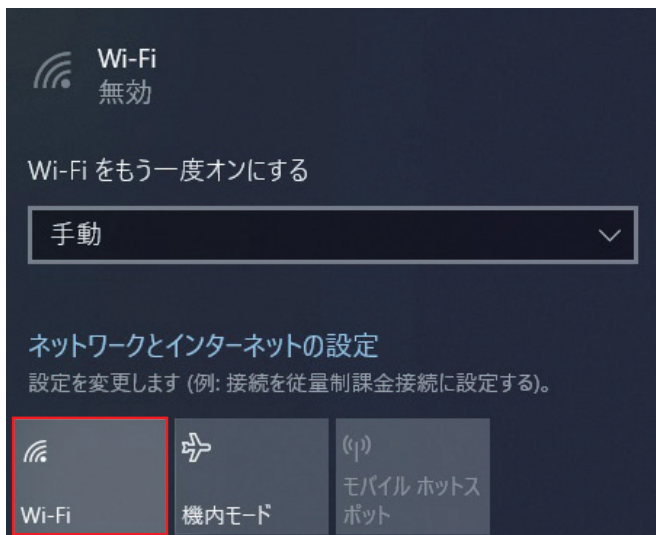 Wi-Fi
無効
Wi-Fi をもう一度オンにする
手動
ネットワークとインターネットの設定
設定を変更します (例: 接続を従量制課金接続に設定する)。
Wi-Fi
機内モード
モバイル ホットス
ポット